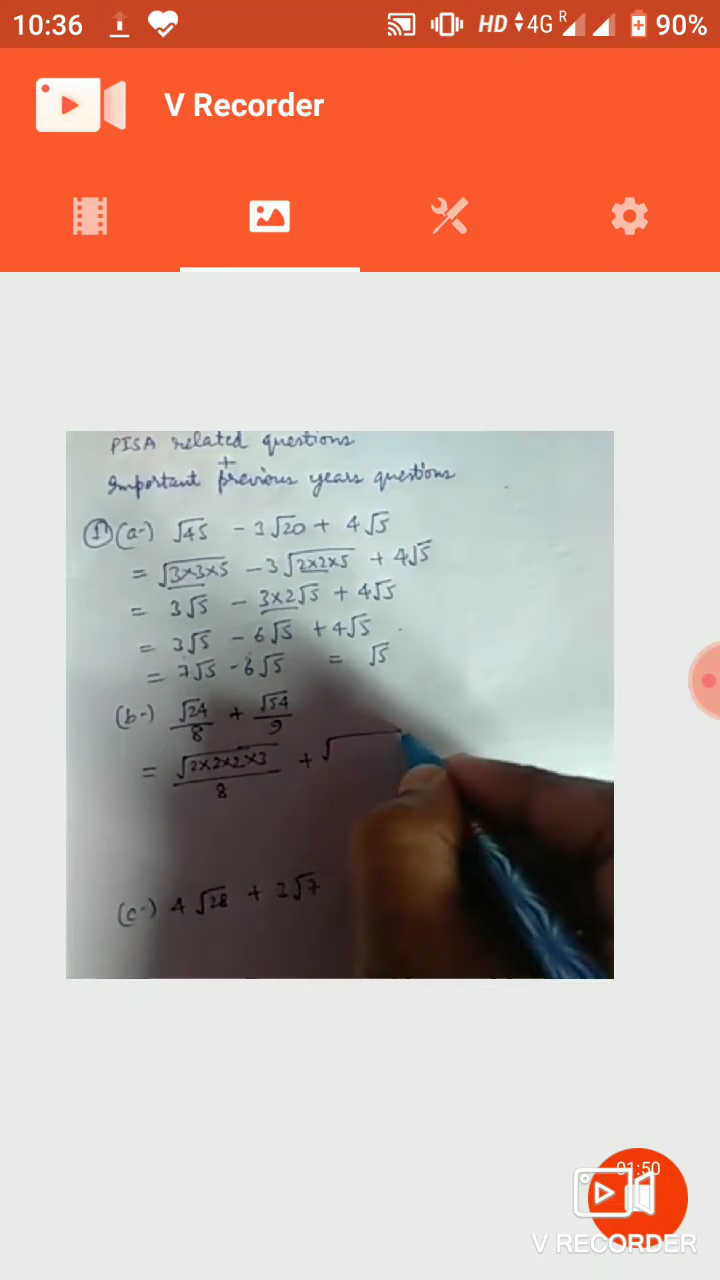 10:36 HD 4G R 90%
V Recorder
PISA related questions
+
Important previous years questions
① (a-) √45 - 3√20 + 4√5
= √3×3×5 - 3√2×2×5 + 4√5
= 3√5 - 3×2√5 + 4√5
= 3√5 - 6√5 + 4√5
= 7√5 - 6√5 = √5
(b-) √24/8 + √54/9
= √2×2×2×3/8 + √
(c-) 4√28 + 3√7
01:50
V RECORDER